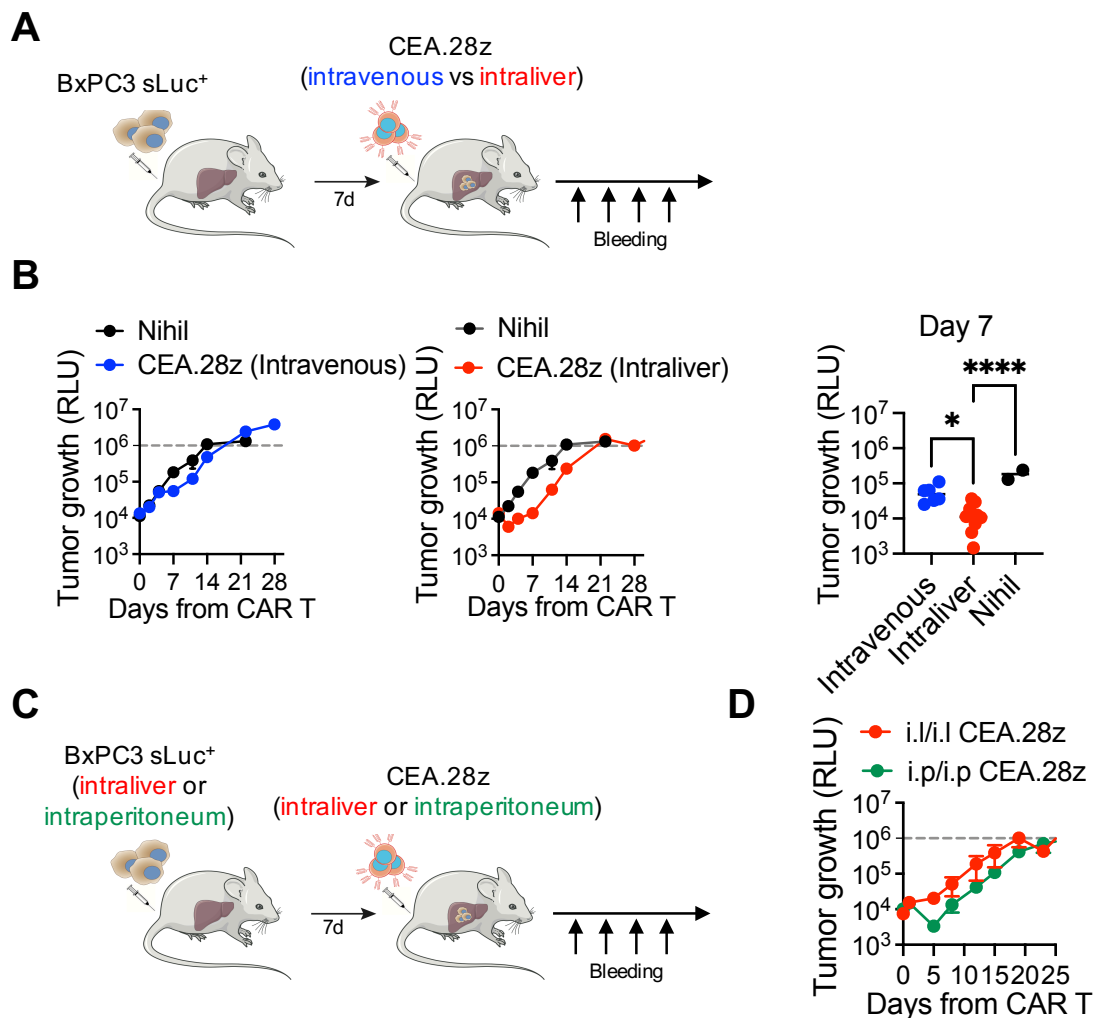 A
BxPC3 sLuc⁺
CEA.28z
(intravenous vs intraliver)
7d
Bleeding
B
Nihil
CEA.28z (Intravenous)
Tumor growth (RLU)
10⁷
10⁶
10⁵
10⁴
10³
0 7 14 21 28
Days from CAR T
Nihil
CEA.28z (Intraliver)
Tumor growth (RLU)
10⁷
10⁶
10⁵
10⁴
10³
0 7 14 21 28
Days from CAR T
Day 7
****
*
Tumor growth (RLU)
10⁷
10⁶
10⁵
10⁴
10³
Intravenous
Intraliver
Nihil
C
BxPC3 sLuc⁺
(intraliver or
intraperitoneum)
CEA.28z
(intraliver or intraperitoneum)
7d
Bleeding
D
i.l/i.l CEA.28z
i.p/i.p CEA.28z
Tumor growth (RLU)
10⁷
10⁶
10⁵
10⁴
10³
0 5 10 15 20 25
Days from CAR T